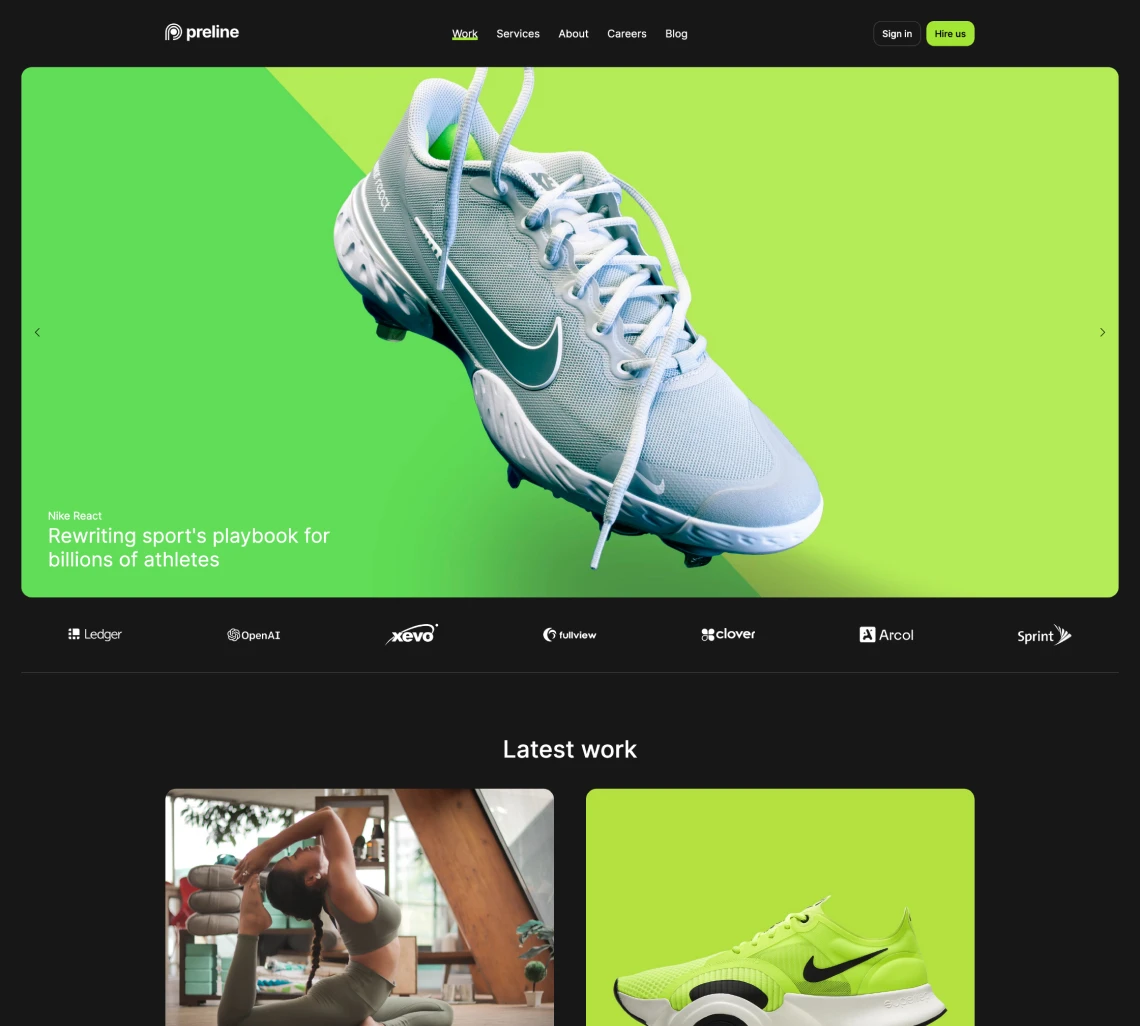 preline
Work Services About Careers Blog
Sign in Hire us
react
Nike React
Rewriting sport's playbook for
billions of athletes
Ledger OpenAI xevo fullview clover Arcol Sprint
Latest work